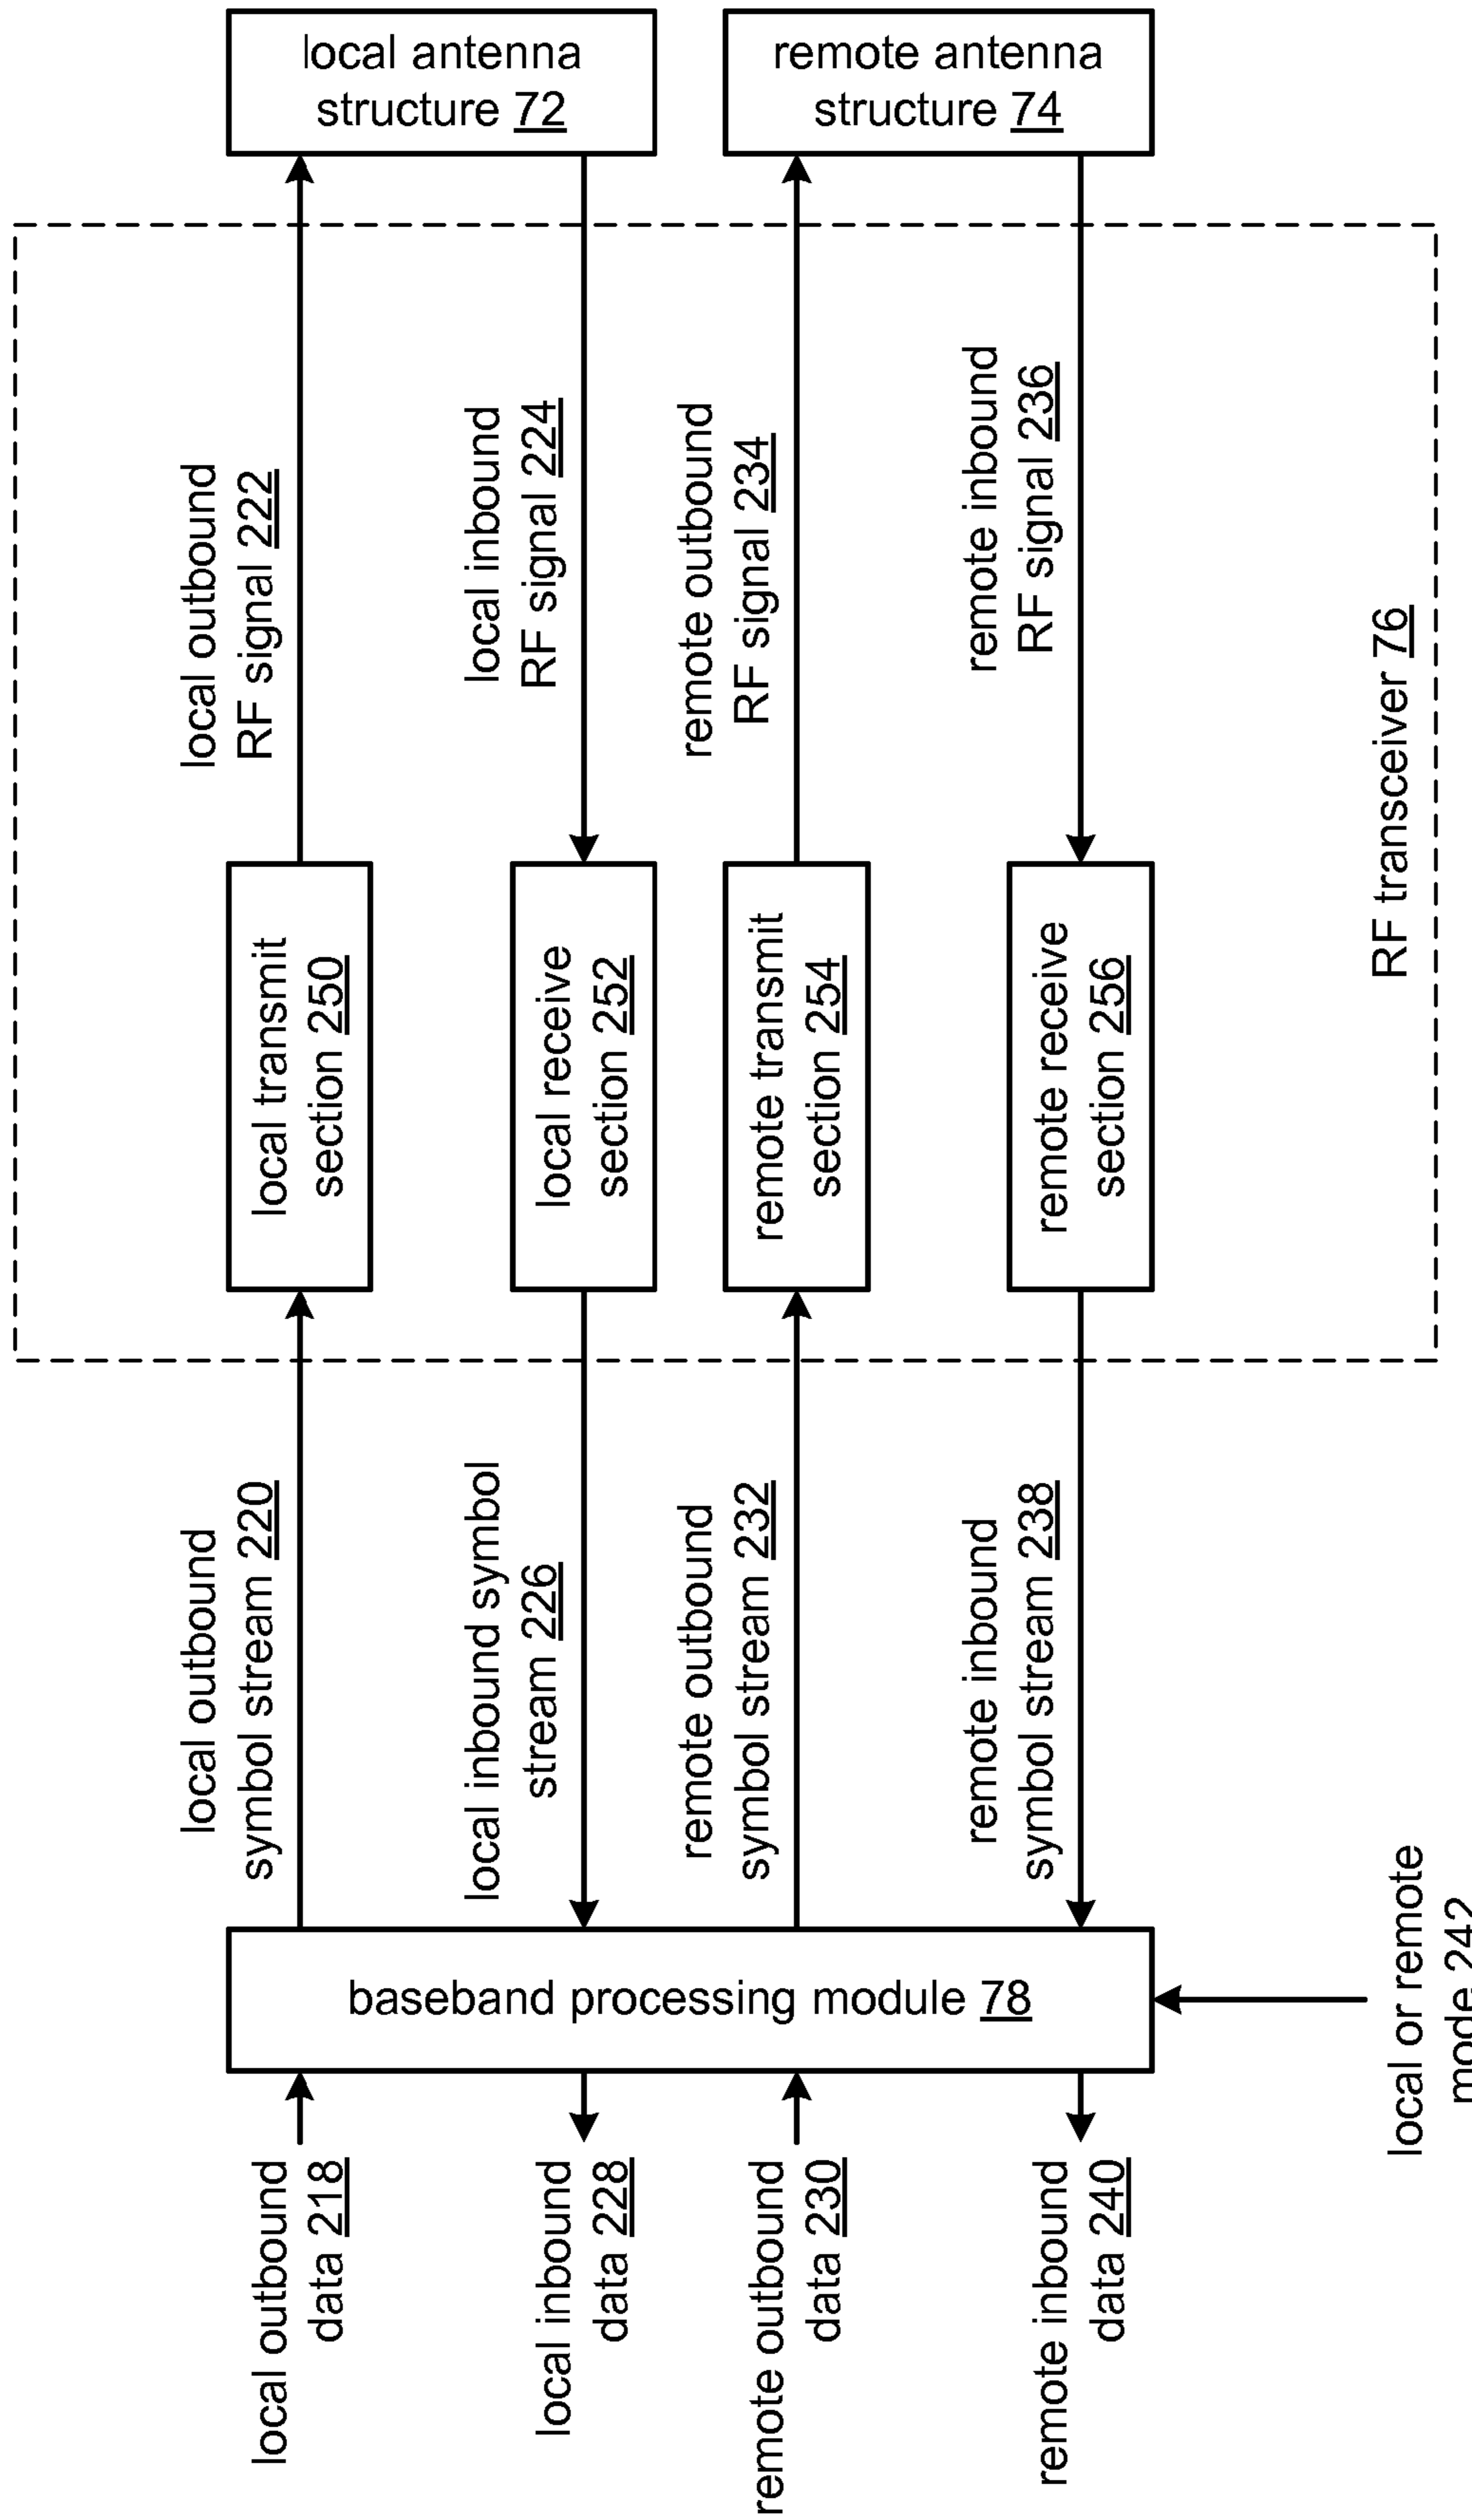 local antenna
structure 72
remote antenna
structure 74
local outbound
RF signal 222
local inbound
RF signal 224
remote outbound
RF signal 234
remote inbound
RF signal 236
local transmit
section 250
local receive
section 252
remote transmit
section 254
remote receive
section 256
RF transceiver 76
local outbound
symbol stream 220
local inbound symbol
stream 226
remote outbound
symbol stream 232
remote inbound
symbol stream 238
baseband processing module 78
local or remote
mode 242
local outbound
data 218
local inbound
data 228
remote outbound
data 230
remote inbound
data 240